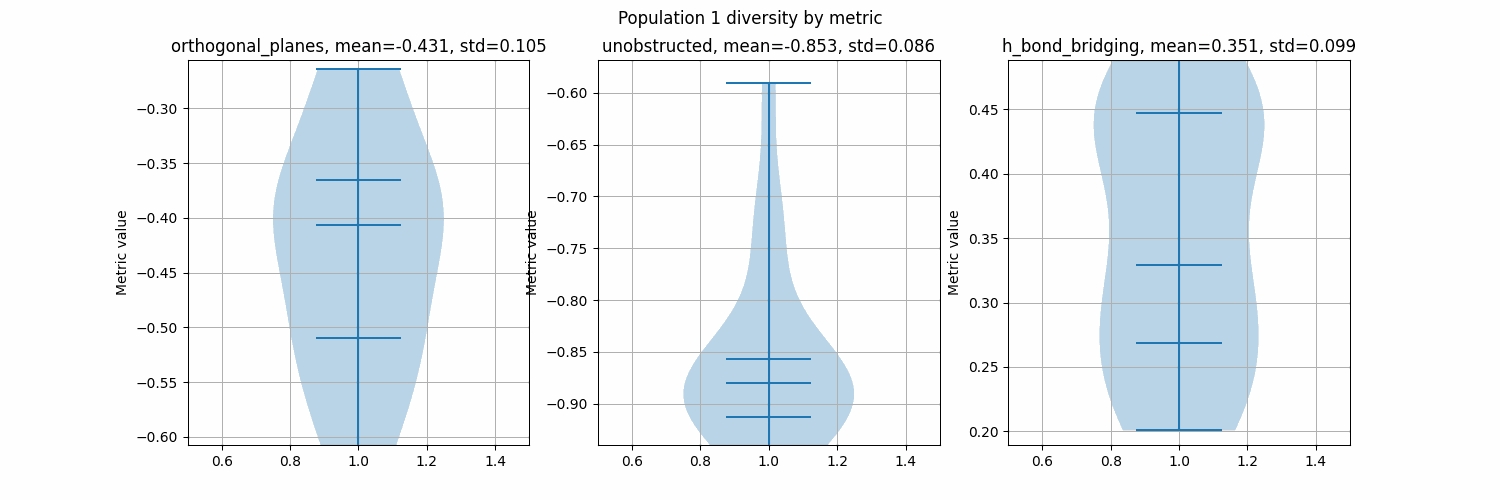 Population 1 diversity by metric
orthogonal_planes, mean=-0.431, std=0.105
Metric value
−0.30
−0.35
−0.40
−0.45
−0.50
−0.55
−0.60
0.6 0.8 1.0 1.2 1.4
unobstructed, mean=-0.853, std=0.086
Metric value
−0.60
−0.65
−0.70
−0.75
−0.80
−0.85
−0.90
0.6 0.8 1.0 1.2 1.4
h_bond_bridging, mean=0.351, std=0.099
Metric value
0.45
0.40
0.35
0.30
0.25
0.20
0.6 0.8 1.0 1.2 1.4